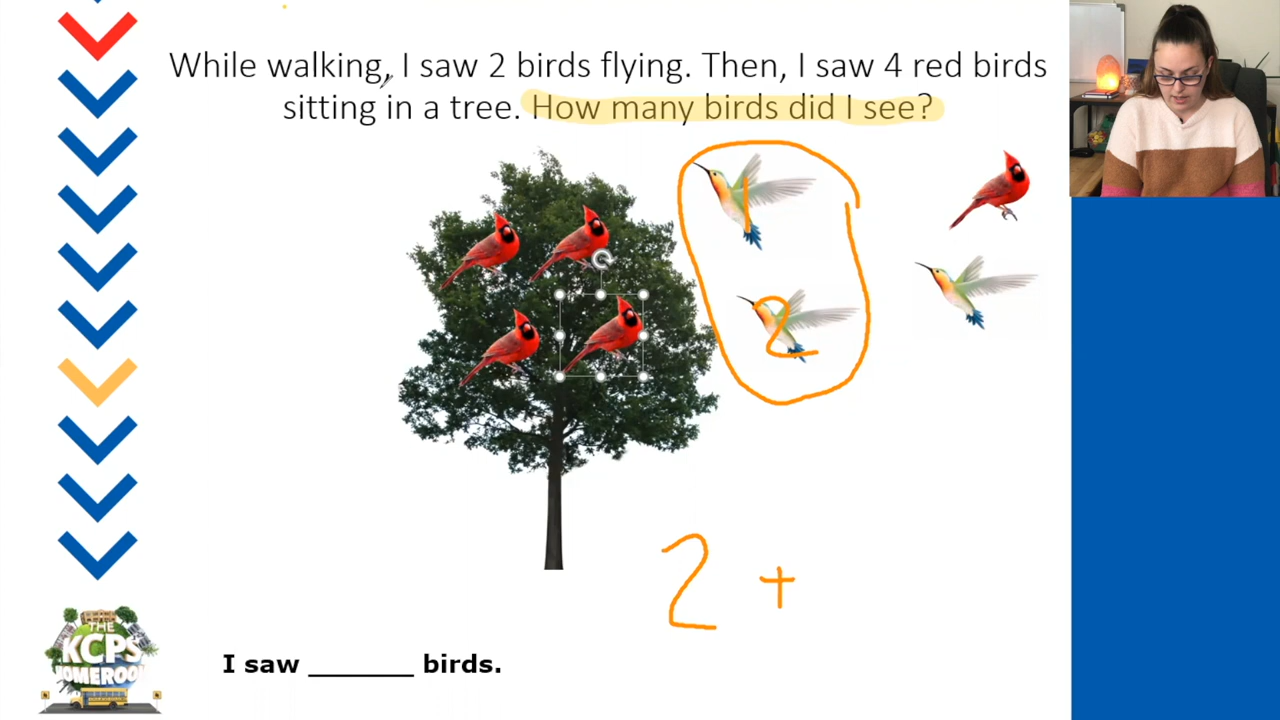 While walking, I saw 2 birds flying. Then, I saw 4 red birds
sitting in a tree. How many birds did I see?
1
2
2 +
I saw _______ birds.
THE
KCPS
HOMEROOM